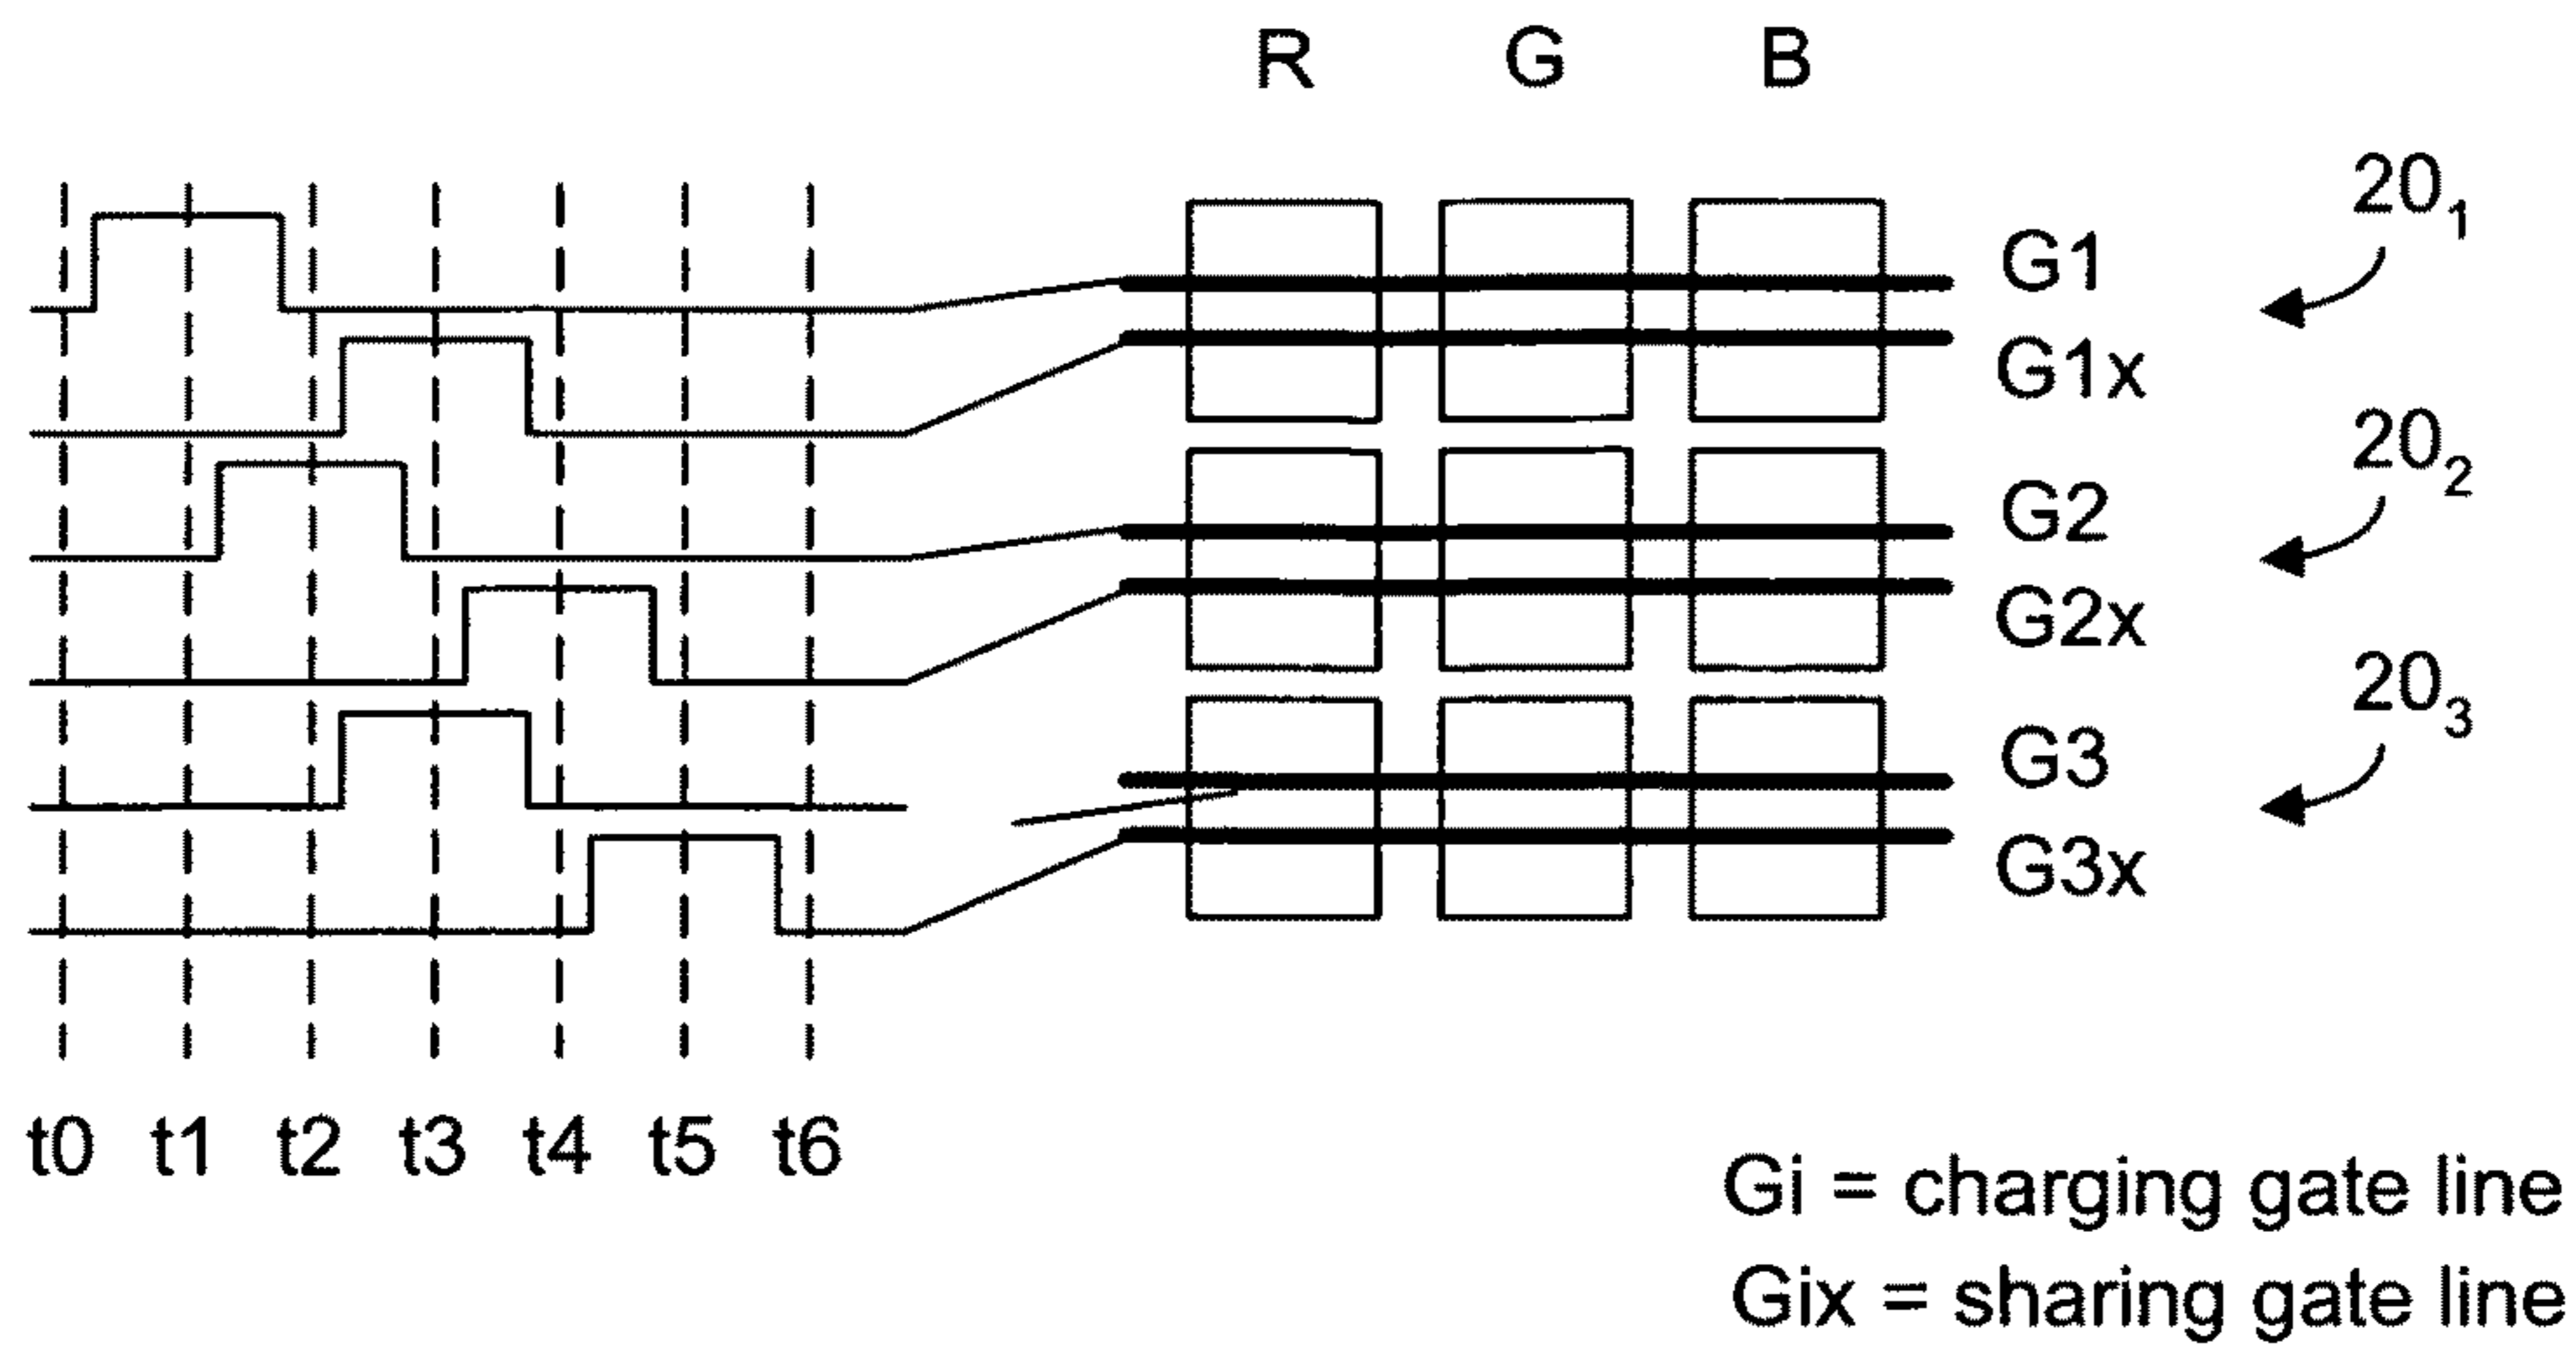 R G B
20₁
G1
G1x
20₂
G2
G2x
20₃
G3
G3x
t0 t1 t2 t3 t4 t5 t6
Gi = charging gate line
Gix = sharing gate line